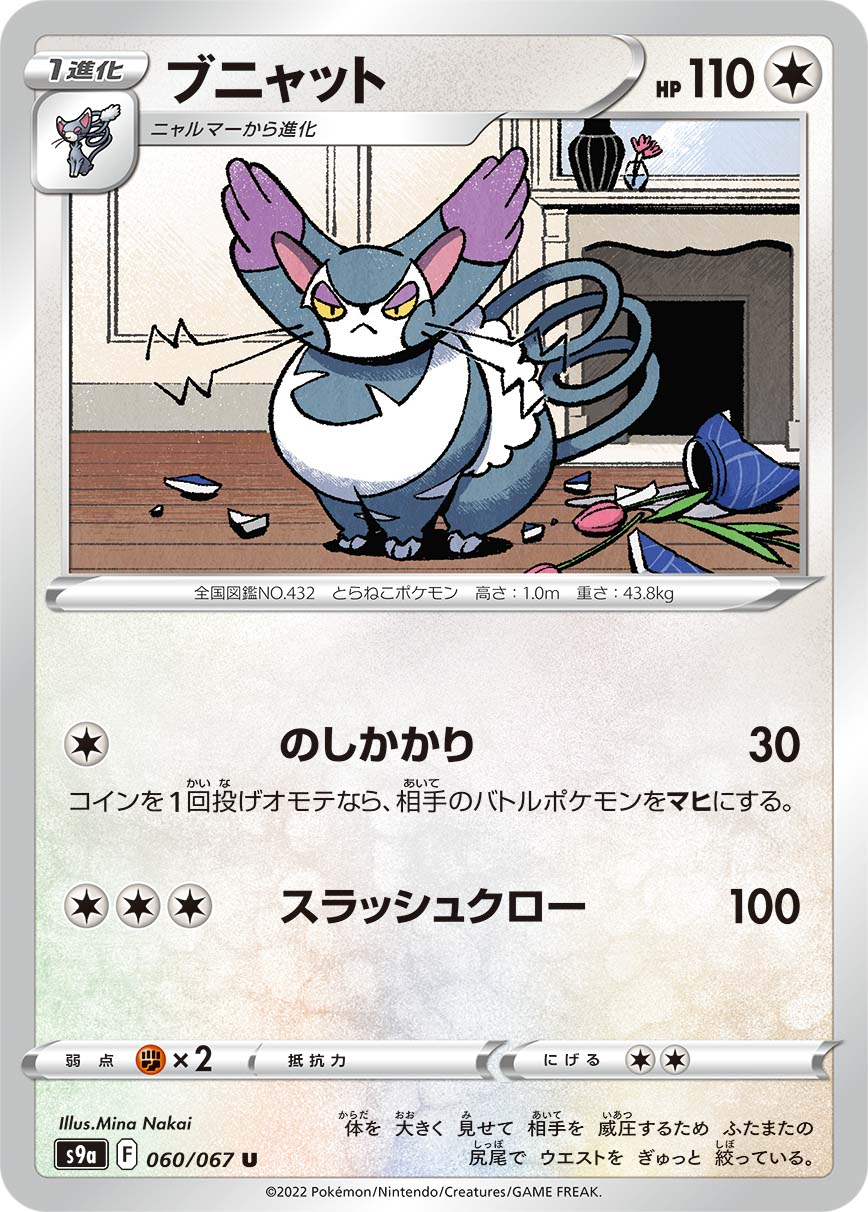 1進化 ブニャット HP 110
ニャルマーから進化
全国図鑑NO.432 とらねこポケモン 高さ:1.0m 重さ:43.8kg
のしかかり 30
コインを1回投げオモテなら、相手のバトルポケモンをマヒにする。
スラッシュクロー 100
弱点 ×2 抵抗力 にげる
Illus.Mina Nakai
体を 大きく 見せて 相手を 威圧するため ふたまたの
尻尾で ウエストを ぎゅっと 絞っている。
s9a F 060/067 U
©2022 Pokémon/Nintendo/Creatures/GAME FREAK.